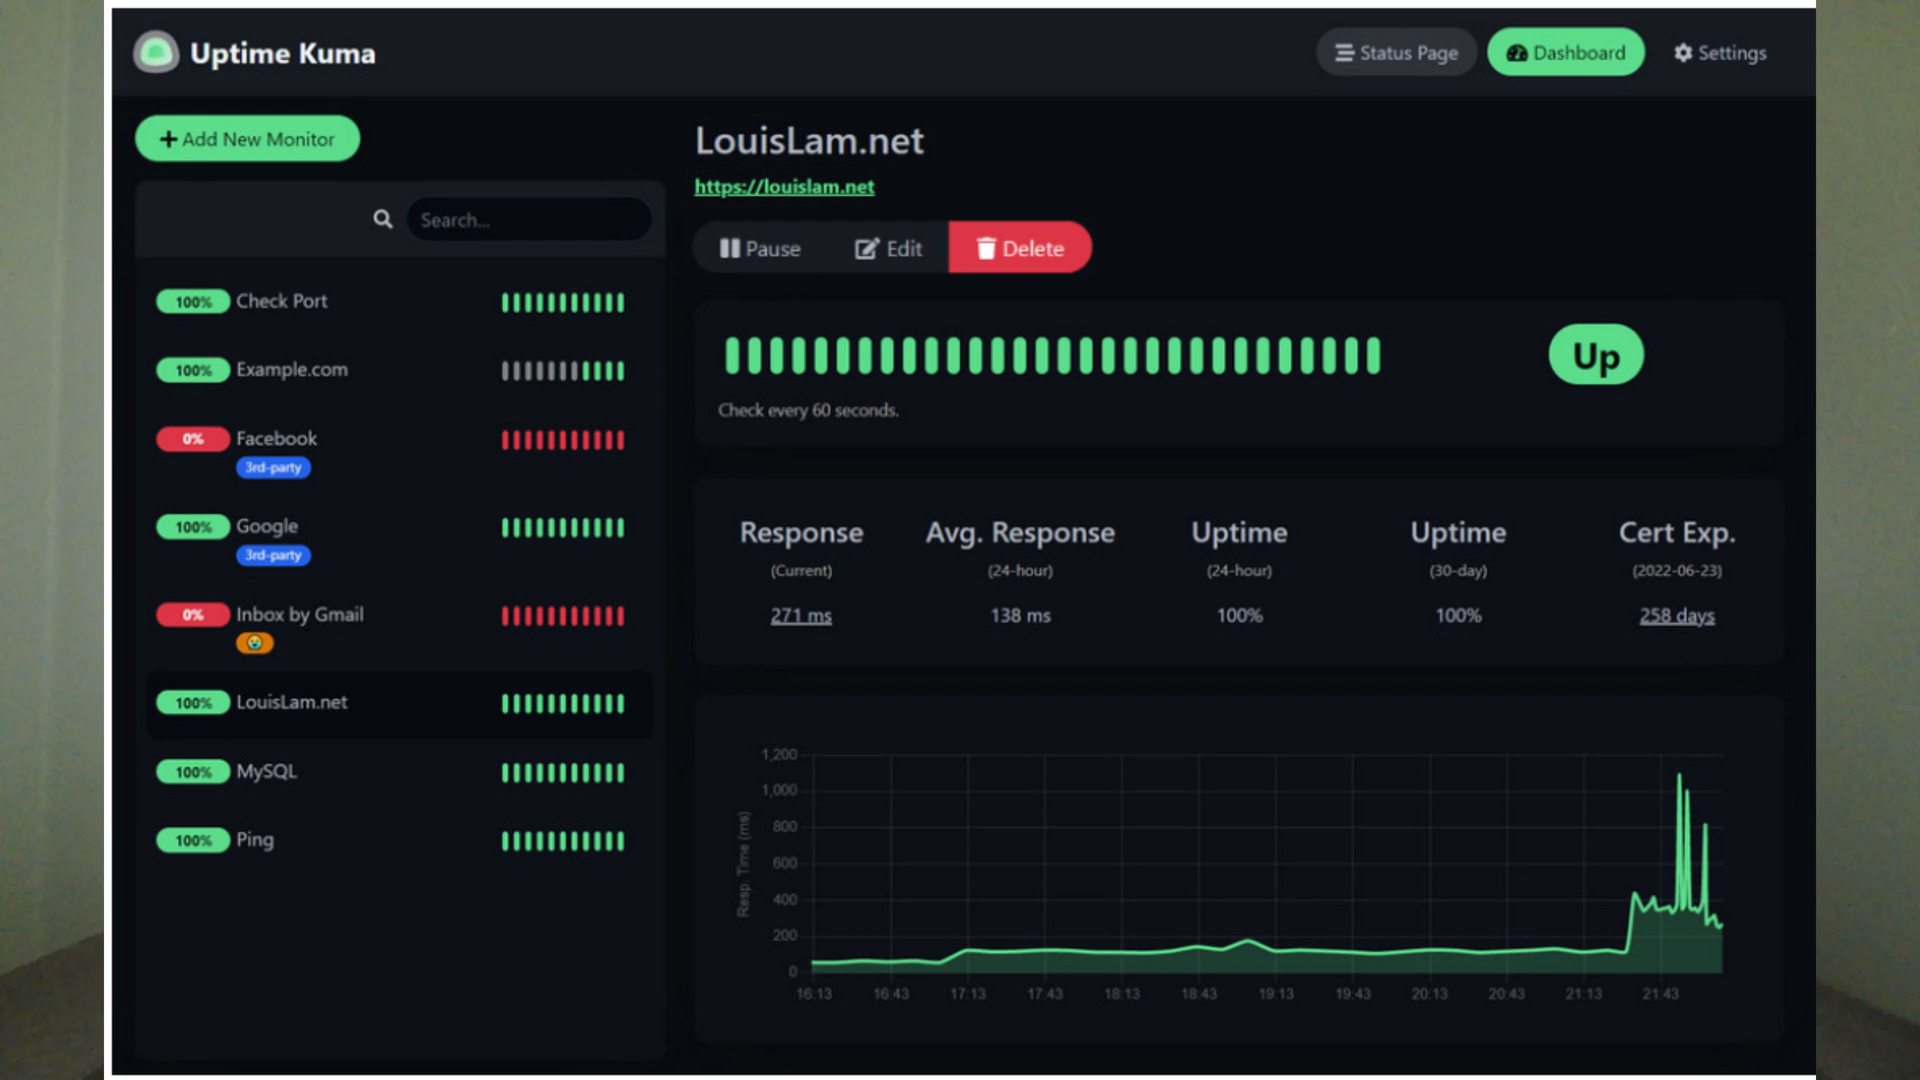 Uptime Kuma
Status Page
Dashboard
Settings
Add New Monitor
Search...
100% Check Port
100% Example.com
0% Facebook
3rd-party
100% Google
3rd-party
0% Inbox by Gmail
100% LouisLam.net
100% MySQL
100% Ping
LouisLam.net
https://louislam.net
Pause Edit Delete
Up
Check every 60 seconds.
Response Avg. Response Uptime Uptime Cert Exp.
(Current) (24-hour) (24-hour) (30-day) (2022-06-23)
271 ms 138 ms 100% 100% 258 days
Resp. Time (ms)
1,200
1,000
800
600
400
200
0
16:13 16:43 17:13 17:43 18:13 18:43 19:13 19:43 20:13 20:43 21:13 21:43